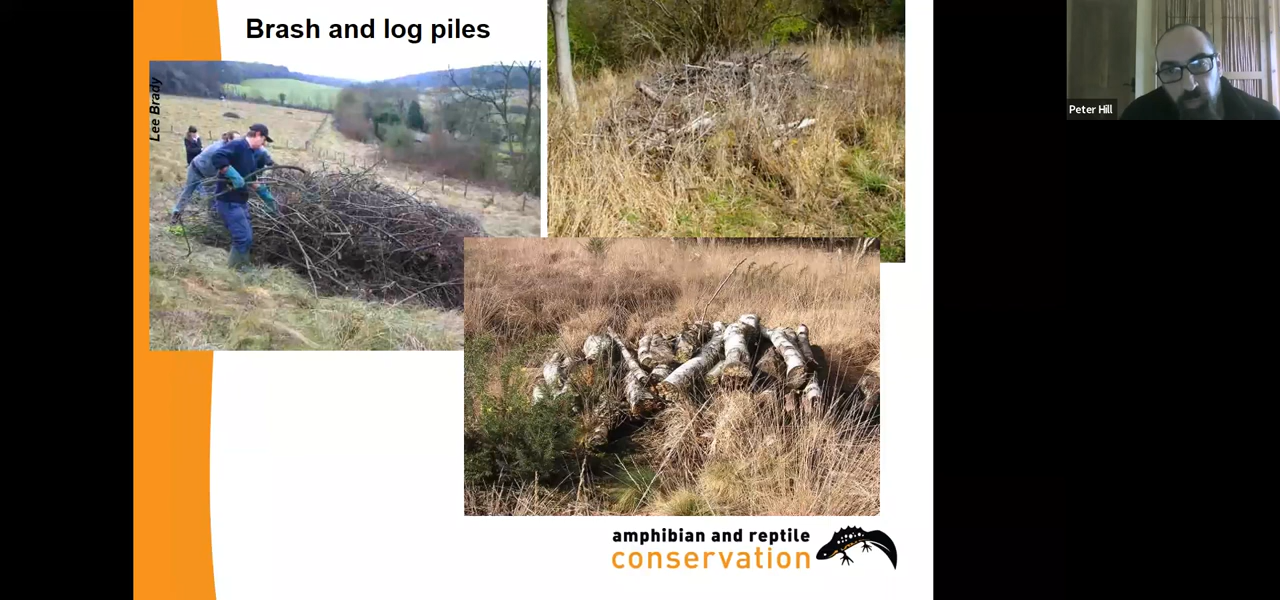 Brash and log piles
Lee Brady
Peter Hill
amphibian and reptile
conservation